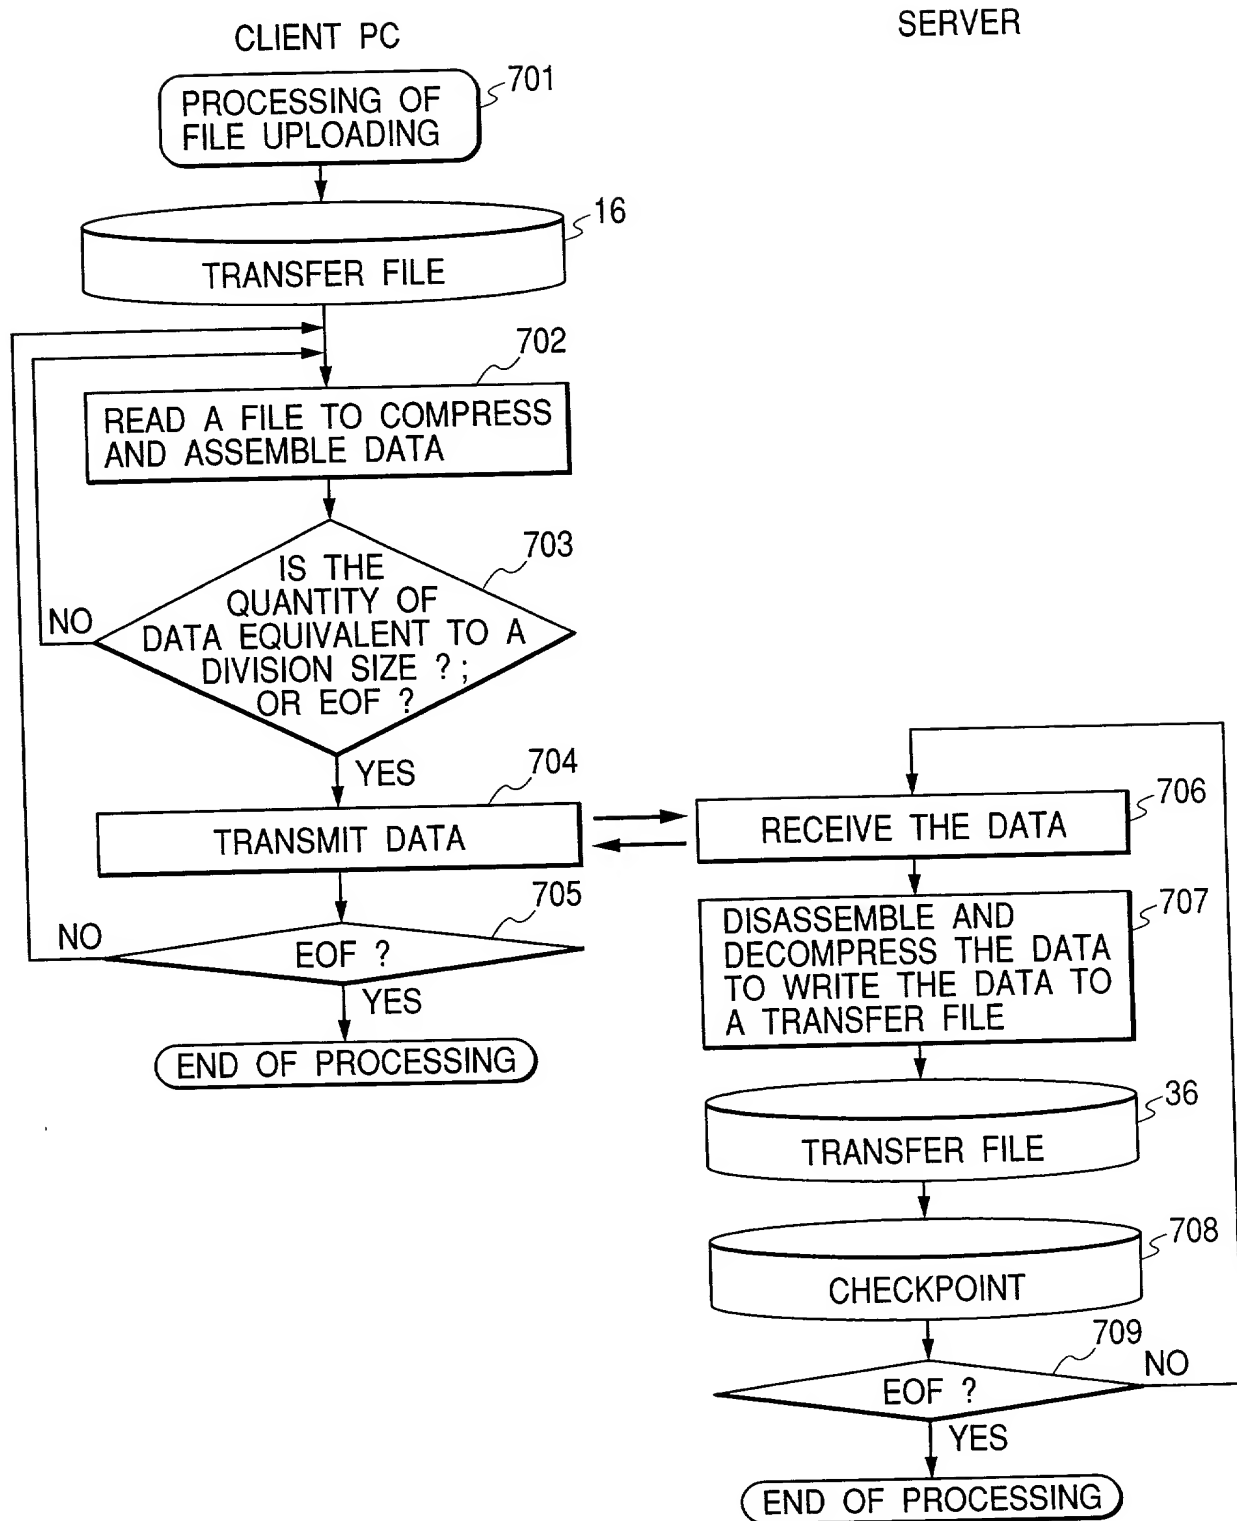 CLIENT PC
SERVER
701
PROCESSING OF
FILE UPLOADING
16
TRANSFER FILE
702
READ A FILE TO COMPRESS
AND ASSEMBLE DATA
703
IS THE
QUANTITY OF
DATA EQUIVALENT TO A
DIVISION SIZE ? ;
OR EOF ?
NO
YES
704
TRANSMIT DATA
706
RECEIVE THE DATA
705
EOF ?
NO
YES
END OF PROCESSING
707
DISASSEMBLE AND
DECOMPRESS THE DATA
TO WRITE THE DATA TO
A TRANSFER FILE
36
TRANSFER FILE
708
CHECKPOINT
709
EOF ?
NO
YES
END OF PROCESSING